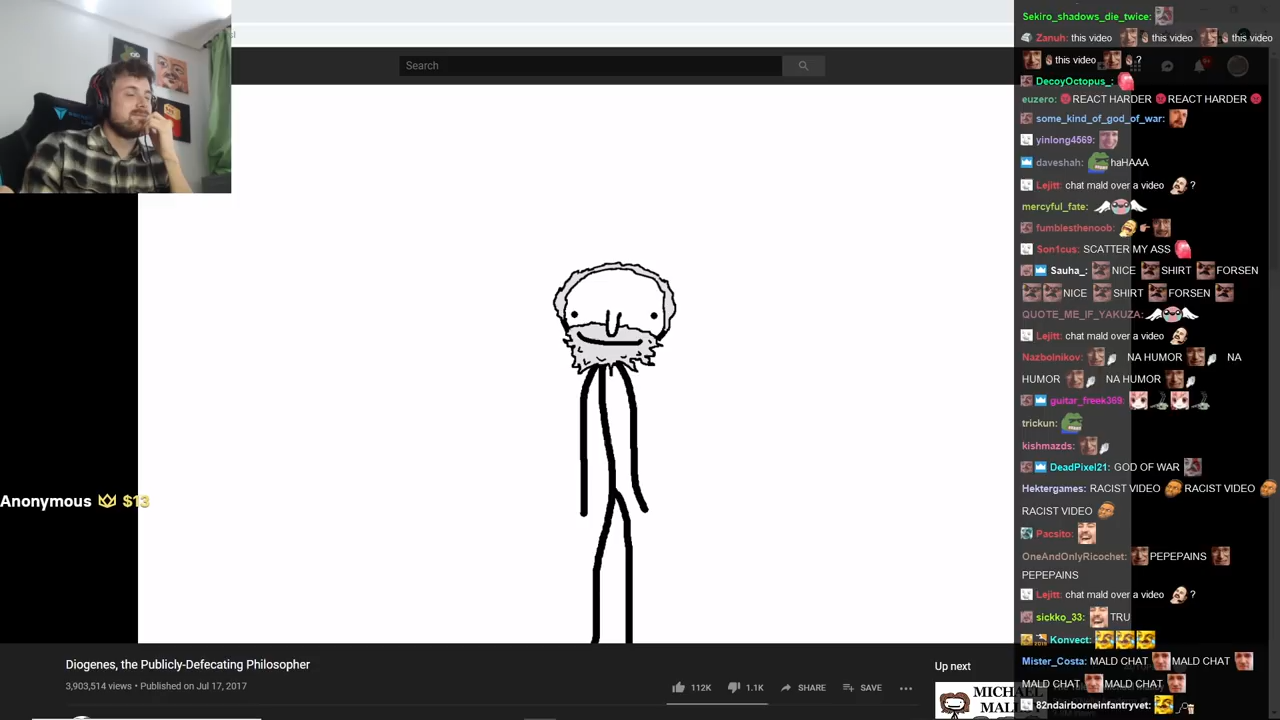 Search
Anonymous $13
Diogenes, the Publicly-Defecating Philosopher
3,903,514 views • Published on Jul 17, 2017
112K
1.1K
SHARE
SAVE
Up next
MICHAEL
Sekiro_shadows_die_twice:
Zanuh: this video this video this video
this video ?
DecoyOctopus_:
euzero: REACT HARDER REACT HARDER
some_kind_of_god_of_war:
yinlong4569:
daveshah: haHAAA
Lejitt: chat mald over a video ?
mercyful_fate:
fumblesthenoob:
Son1cus: SCATTER MY ASS
Sauha_: NICE SHIRT FORSEN
NICE SHIRT FORSEN
QUOTE_ME_IF_YAKUZA:
Lejitt: chat mald over a video ?
Nazbolnikov: NA HUMOR NA
HUMOR NA HUMOR
guitar_freek369:
trickun:
kishmazds:
DeadPixel21: GOD OF WAR
Hektergames: RACIST VIDEO RACIST VIDEO
RACIST VIDEO
Pacsito:
OneAndOnlyRicochet: PEPEPAINS
PEPEPAINS
Lejitt: chat mald over a video ?
sickko_33: TRU
Konvect:
Mister_Costa: MALD CHAT MALD CHAT
MALD CHAT MALD CHAT
82ndairborneinfantryvet: